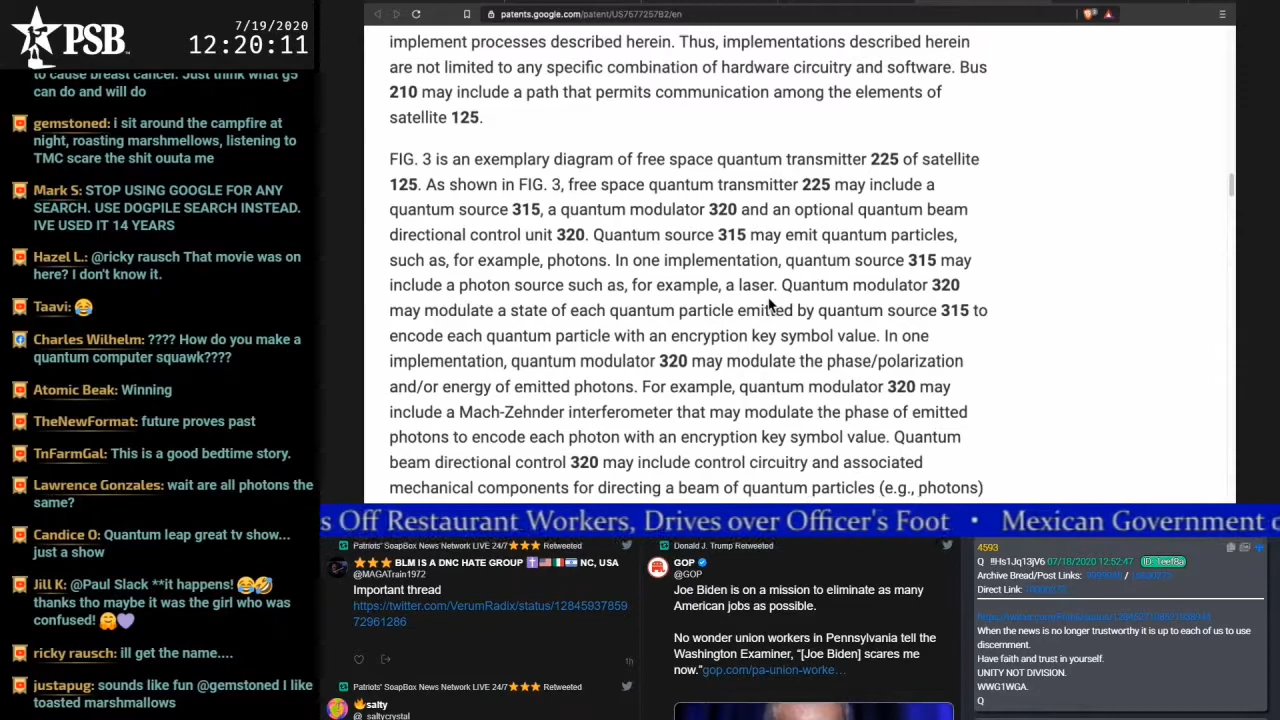 PSB
7/19/2020
12:20:11
to cause breast cancer. Just think what g5
can do and will do
gemstoned: i sit around the campfire at
night, roasting marshmellows, listening to
TMC scare the shit ouuta me
Mark S: STOP USING GOOGLE FOR ANY
SEARCH. USE DOGPILE SEARCH INSTEAD.
IVE USED IT 14 YEARS
Hazel L.: @ricky rausch That movie was on
here? I don't know it.
Taavi: 😂
Charles Wilhelm: ???? How do you make a
quantum computer squawk????
Atomic Beak: Winning
TheNewFormat: future proves past
TnFarmGal: This is a good bedtime story.
Lawrence Gonzales: wait are all photons the
same?
Candice O: Quantum leap great tv show...
just a show
Jill K: @Paul Slack **it happens! 😂🤣
thanks tho maybe it was the girl who was
confused! 🤗💜
ricky rausch: ill get the name....
justapug: sounds like fun @gemstoned I like
toasted marshmallows
patents.google.com/patent/US7577257B2/en
implement processes described herein. Thus, implementations described herein
are not limited to any specific combination of hardware circuitry and software. Bus
210 may include a path that permits communication among the elements of
satellite 125.
FIG. 3 is an exemplary diagram of free space quantum transmitter 225 of satellite
125. As shown in FIG. 3, free space quantum transmitter 225 may include a
quantum source 315, a quantum modulator 320 and an optional quantum beam
directional control unit 320. Quantum source 315 may emit quantum particles,
such as, for example, photons. In one implementation, quantum source 315 may
include a photon source such as, for example, a laser. Quantum modulator 320
may modulate a state of each quantum particle emitted by quantum source 315 to
encode each quantum particle with an encryption key symbol value. In one
implementation, quantum modulator 320 may modulate the phase/polarization
and/or energy of emitted photons. For example, quantum modulator 320 may
include a Mach-Zehnder interferometer that may modulate the phase of emitted
photons to encode each photon with an encryption key symbol value. Quantum
beam directional control 320 may include control circuitry and associated
mechanical components for directing a beam of quantum particles (e.g., photons)
s Off Restaurant Workers, Drives over Officer's Foot • Mexican Government
Patriots' SoapBox News Network LIVE 24/7⭐⭐⭐ Retweeted
⭐⭐⭐ BLM IS A DNC HATE GROUP ✝️🇺🇸🇮🇹🇮🇱 NC, USA
@MAGATrain1972
Important thread
https://twitter.com/VerumRadix/status/12845937859
72961286
1h
Patriots' SoapBox News Network LIVE 24/7⭐⭐⭐ Retweeted
🔥salty
@_saltycrystal
Donald J. Trump Retweeted
GOP
@GOP
Joe Biden is on a mission to eliminate as many
American jobs as possible.
No wonder union workers in Pennsylvania tell the
Washington Examiner, “[Joe Biden] scares me
now.”gop.com/pa-union-worke…
4593
Q !!Hs1Jq13jV6 07/18/2020 12:52:47 ID: 1eef8a
Archive Bread/Post Links: /
Direct Link:
When the news is no longer trustworthy it is up to each of us to use
discernment.
Have faith and trust in yourself.
UNITY NOT DIVISION.
WWG1WGA.
Q